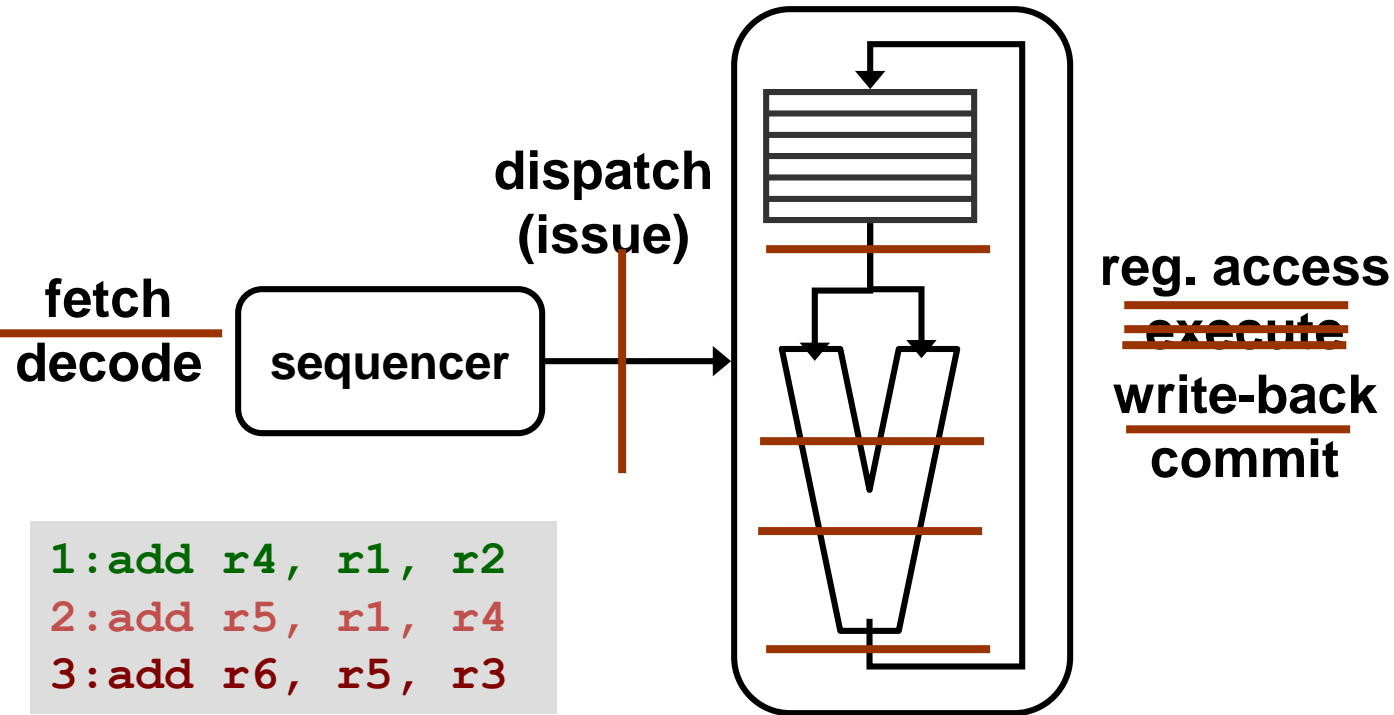 dispatch
(issue)
fetch
decode
sequencer
reg. access
execute
write-back
commit
1:add r4, r1, r2
2:add r5, r1, r4
3:add r6, r5, r3